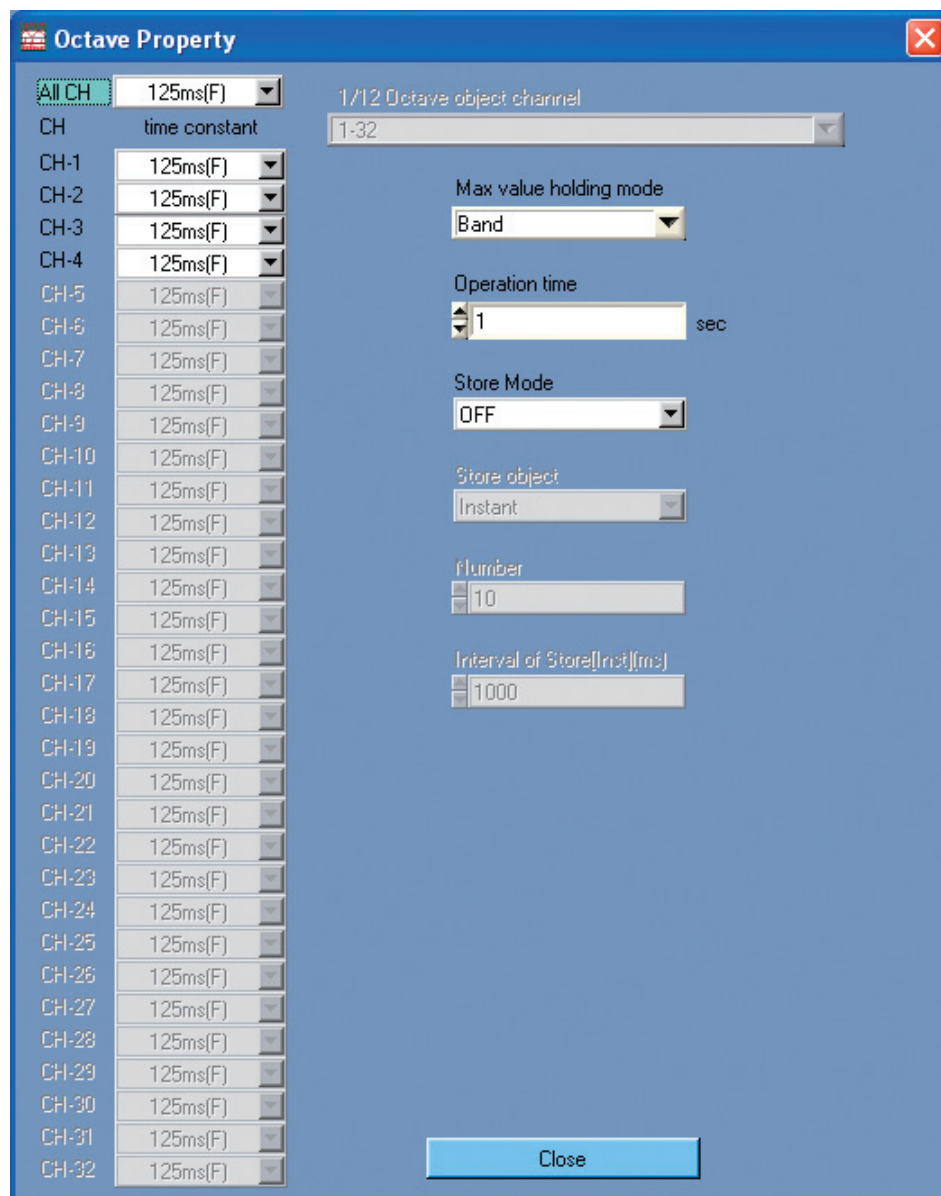 Octave Property
All CH 125ms(F)
CH time constant
CH-1 125ms(F)
CH-2 125ms(F)
CH-3 125ms(F)
CH-4 125ms(F)
CH-5 125ms(F)
CH-6 125ms(F)
CH-7 125ms(F)
CH-8 125ms(F)
CH-9 125ms(F)
CH-10 125ms(F)
CH-11 125ms(F)
CH-12 125ms(F)
CH-13 125ms(F)
CH-14 125ms(F)
CH-15 125ms(F)
CH-16 125ms(F)
CH-17 125ms(F)
CH-18 125ms(F)
CH-19 125ms(F)
CH-20 125ms(F)
CH-21 125ms(F)
CH-22 125ms(F)
CH-23 125ms(F)
CH-24 125ms(F)
CH-25 125ms(F)
CH-26 125ms(F)
CH-27 125ms(F)
CH-28 125ms(F)
CH-29 125ms(F)
CH-30 125ms(F)
CH-31 125ms(F)
CH-32 125ms(F)
1/12 Octave object channel
1-32
Max value holding mode
Band
Operation time
1 sec
Store Mode
OFF
Store object
Instant
Number
10
Interval of Store[Inst](ms)
1000
Close